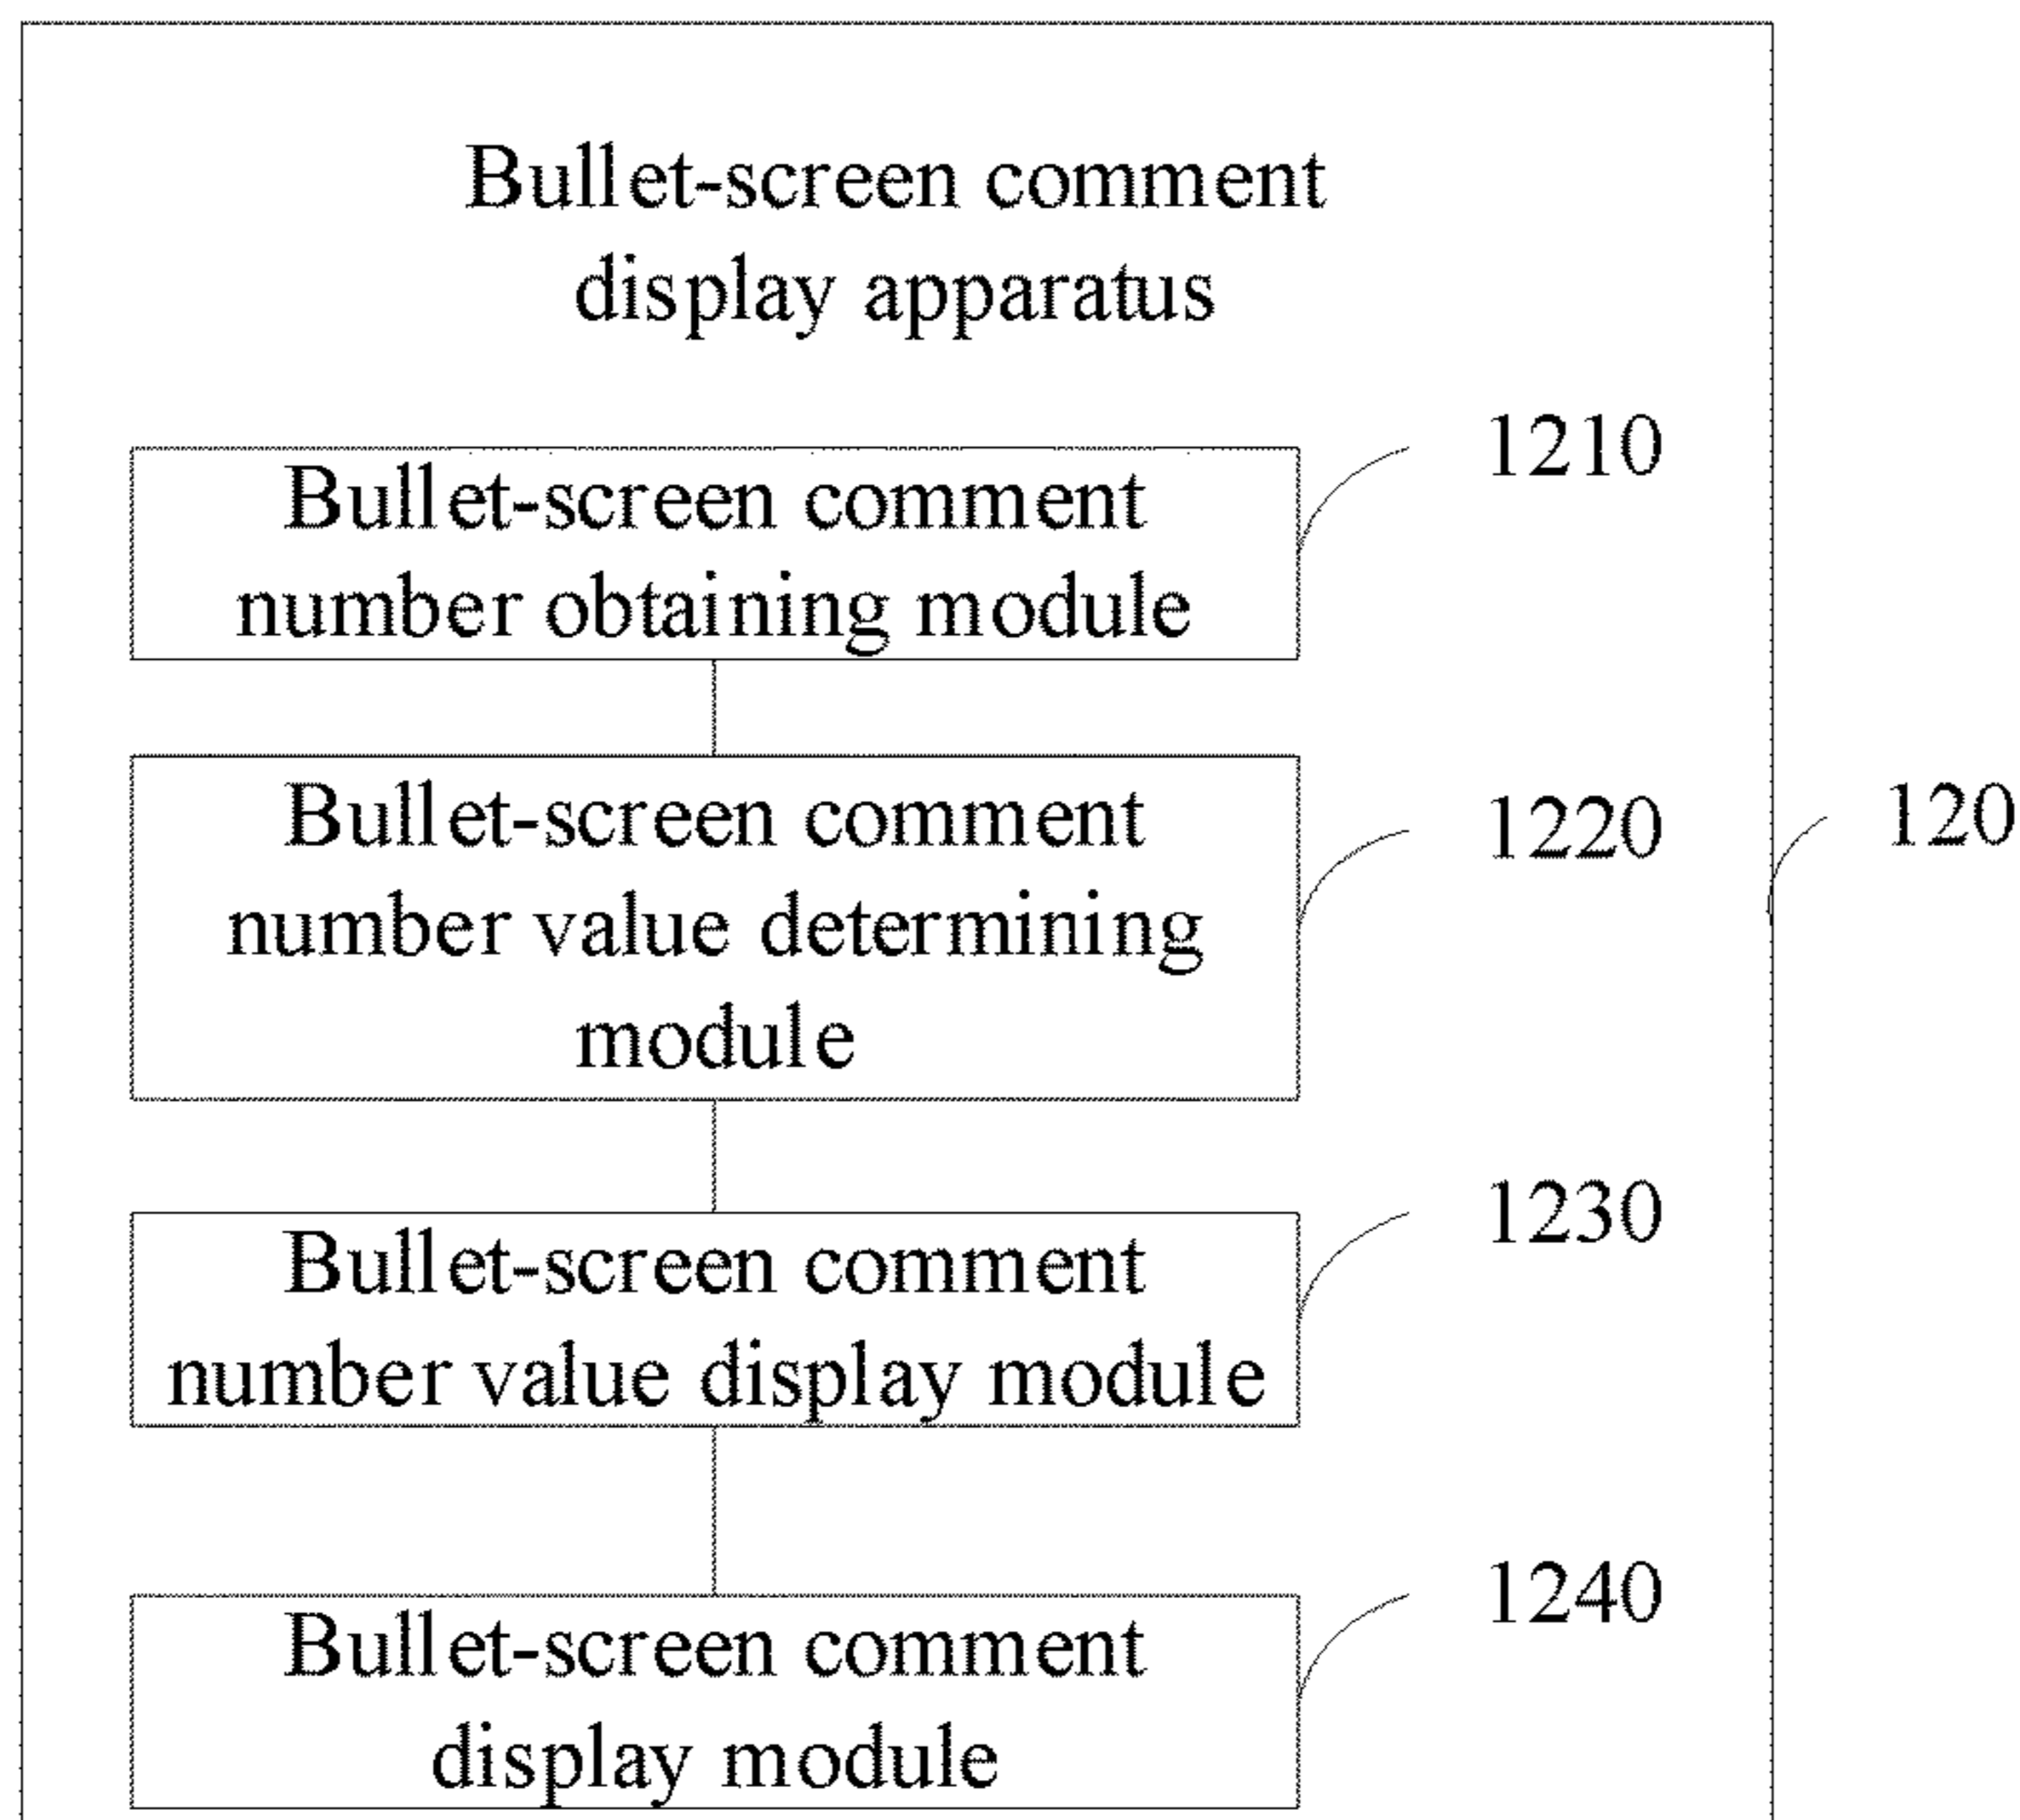 Bullet-screen comment
display apparatus
1210
Bullet-screen comment
number obtaining module
1220
120
Bullet-screen comment
number value determining
module
1230
Bullet-screen comment
number value display module
1240
Bullet-screen comment
display module